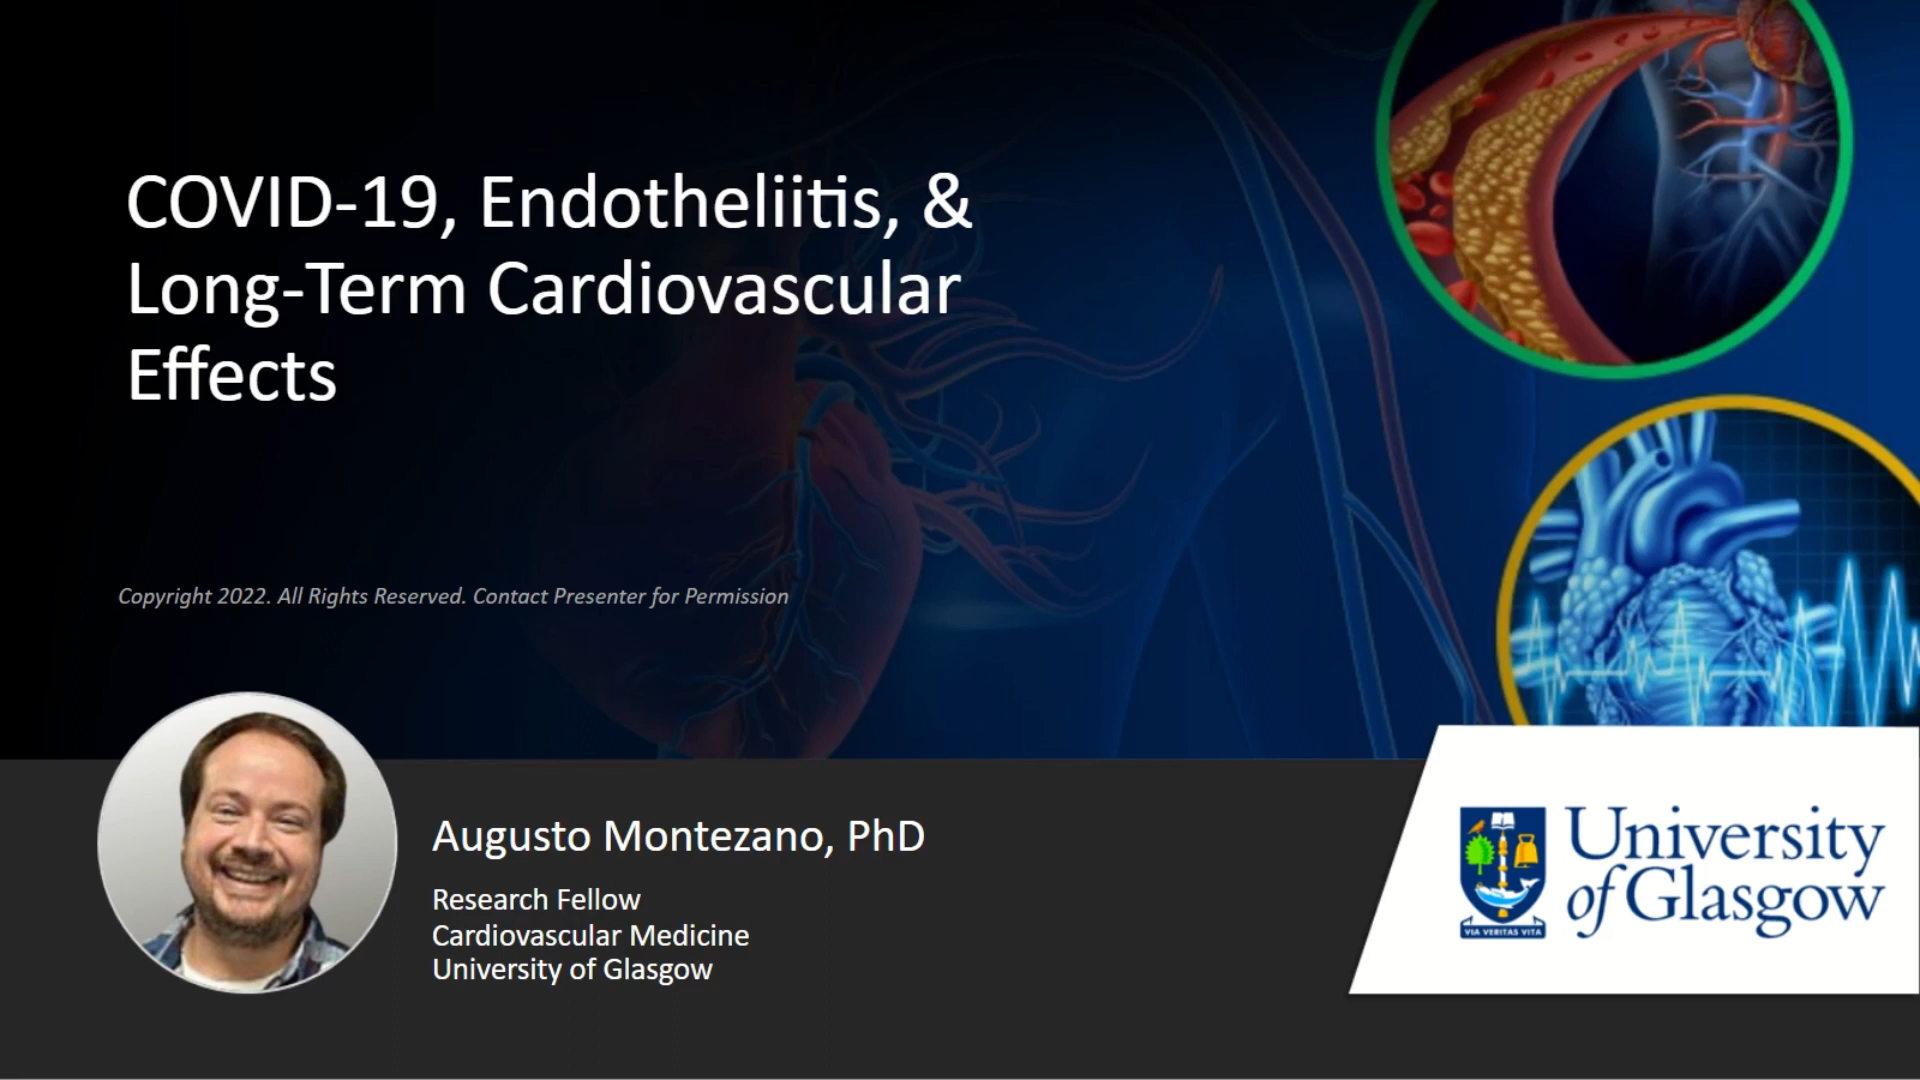 COVID-19, Endotheliitis, &
Long-Term Cardiovascular
Effects
Copyright 2022. All Rights Reserved. Contact Presenter for Permission
Augusto Montezano, PhD
Research Fellow
Cardiovascular Medicine
University of Glasgow
University
of Glasgow
VIA VERITAS VITA